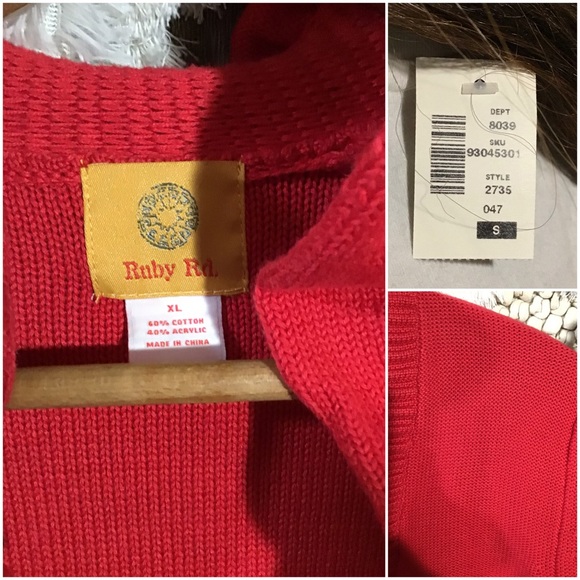 Ruby Rd.
XL
60% COTTON
40% ACRYLIC
MADE IN CHINA
DEPT
8039
SKU
93045301
STYLE
2735
047
S